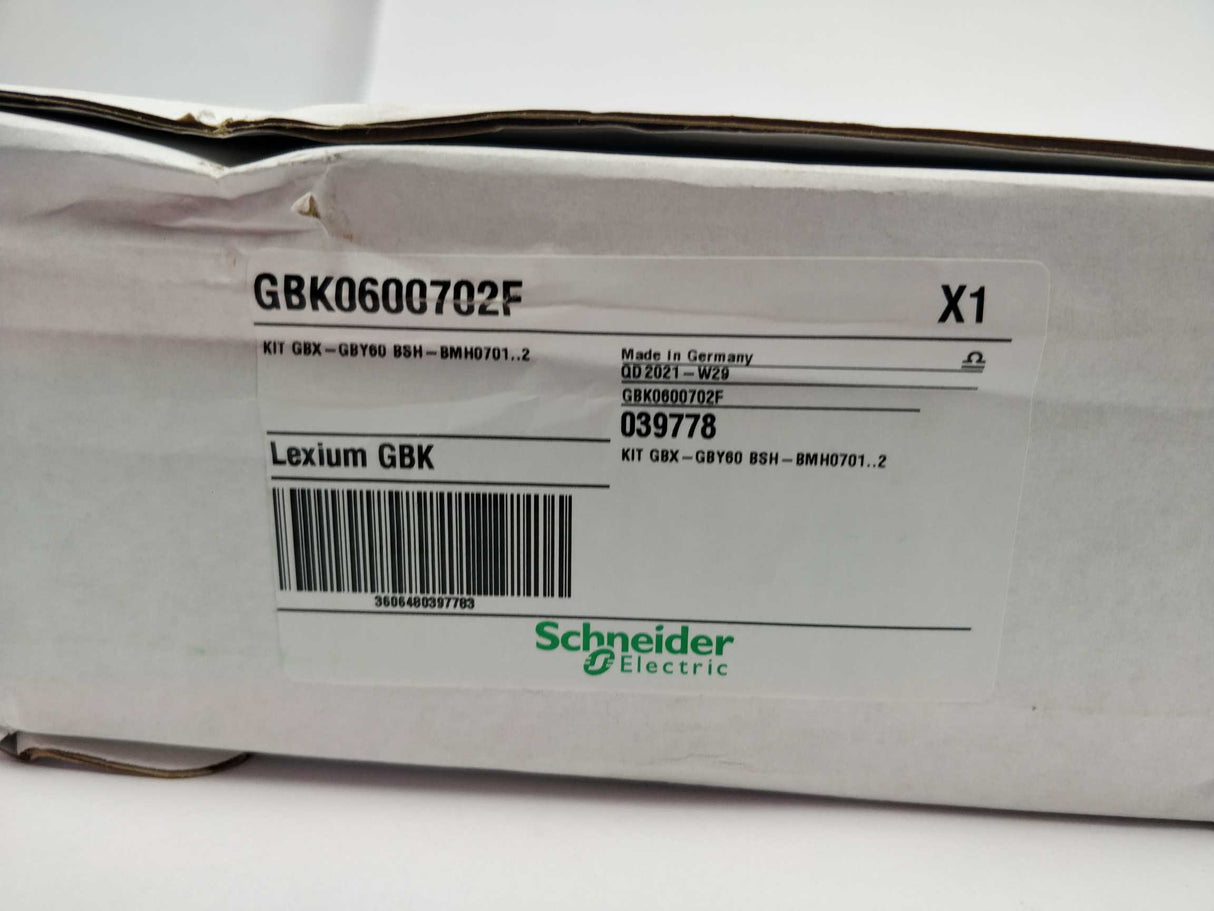 GBK0600702F X1
KIT GBX-GBY60 BSH-BMH0701..2
Made in Germany
QD 2021-W29
GBK0600702F
039778
KIT GBX-GBY60 BSH-BMH0701..2
Lexium GBK
3606480397783
Schneider
Electric